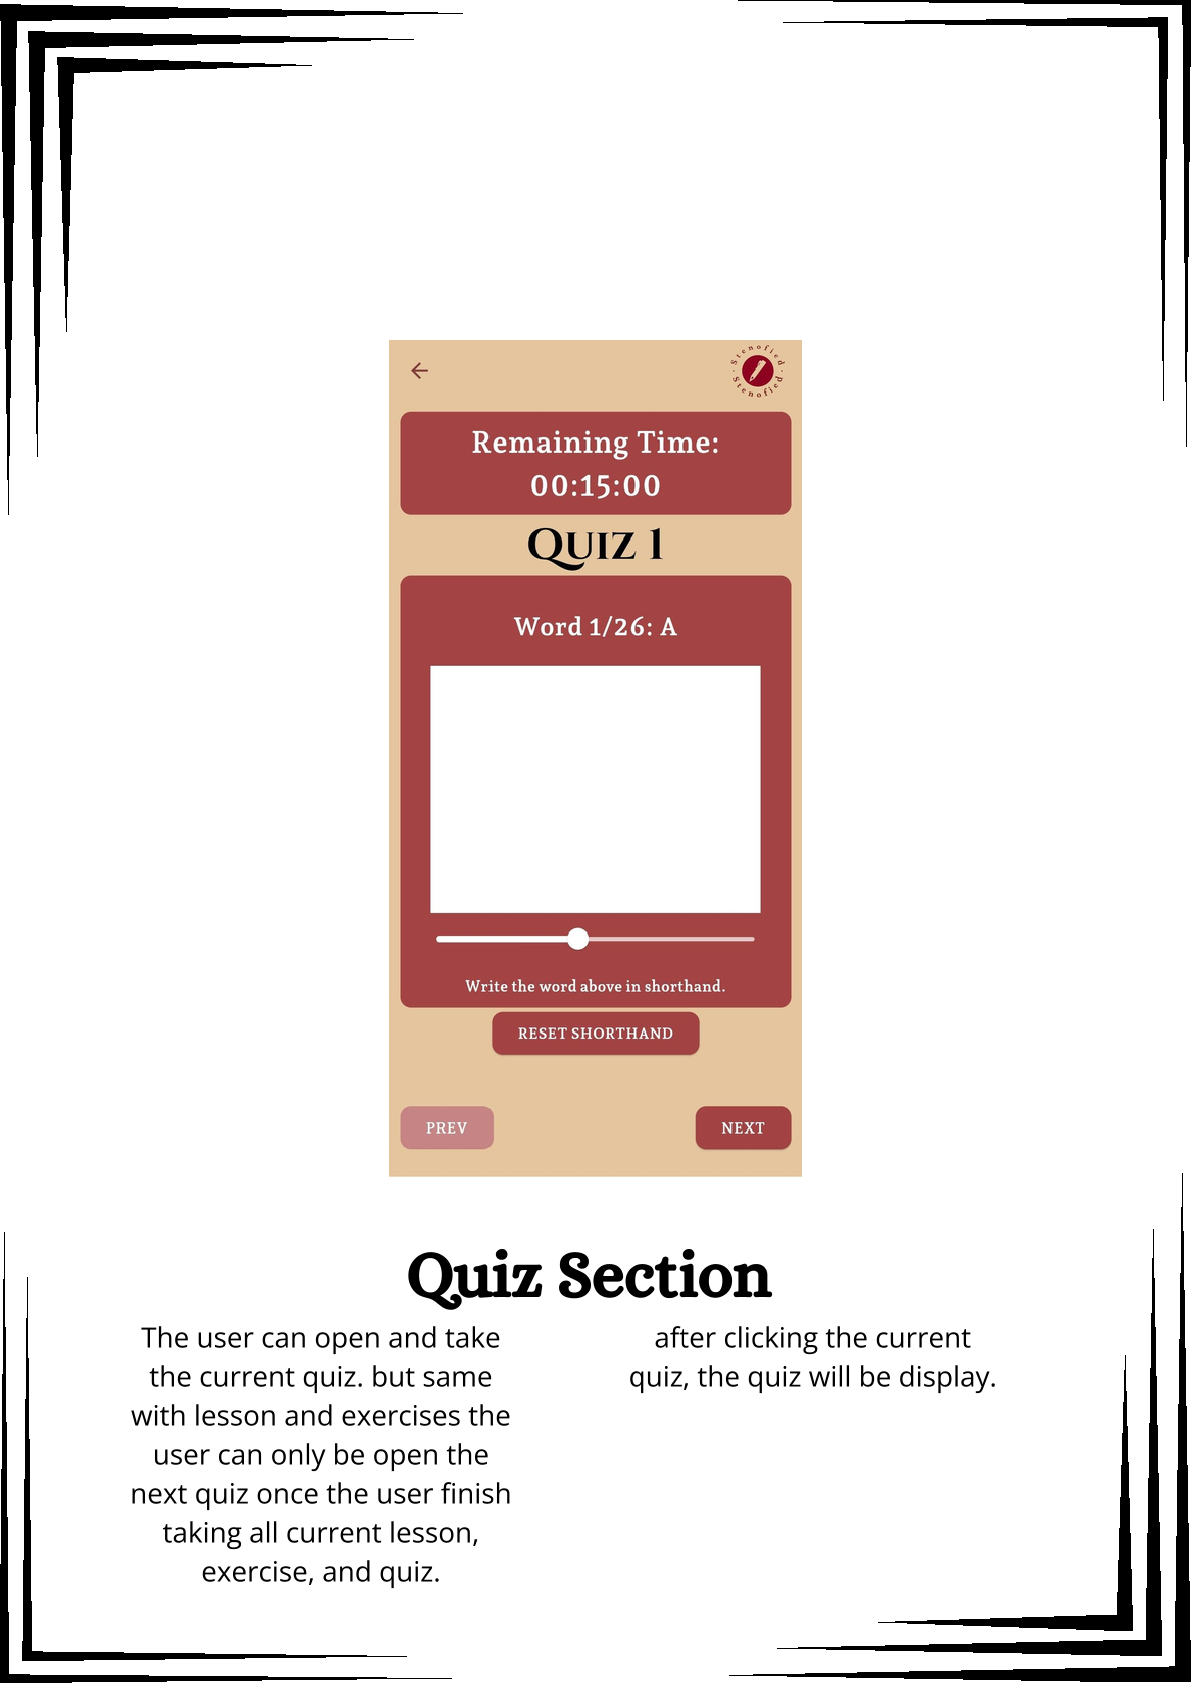 Stenofied · Stenofied ·
Remaining Time:
00:15:00
Quiz 1
Word 1/26: A
Write the word above in shorthand.
RESET SHORTHAND
PREV
NEXT
Quiz Section
The user can open and take
the current quiz. but same
with lesson and exercises the
user can only be open the
next quiz once the user finish
taking all current lesson,
exercise, and quiz.
after clicking the current
quiz, the quiz will be display.